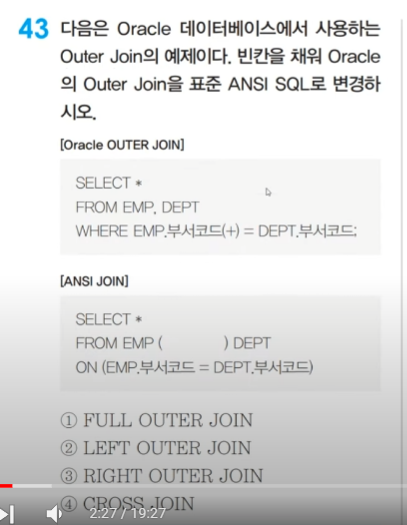 43 다음은 Oracle 데이터베이스에서 사용하는
Outer Join의 예제이다. 빈칸을 채워 Oracle
의 Outer Join을 표준 ANSI SQL로 변경하
시오.
[Oracle OUTER JOIN]
SELECT *
FROM EMP, DEPT
WHERE EMP.부서코드(+) = DEPT.부서코드;
[ANSI JOIN]
SELECT *
FROM EMP ( ) DEPT
ON (EMP.부서코드 = DEPT.부서코드)
① FULL OUTER JOIN
② LEFT OUTER JOIN
③ RIGHT OUTER JOIN
④ CROSS JOIN
2:27 / 19:27